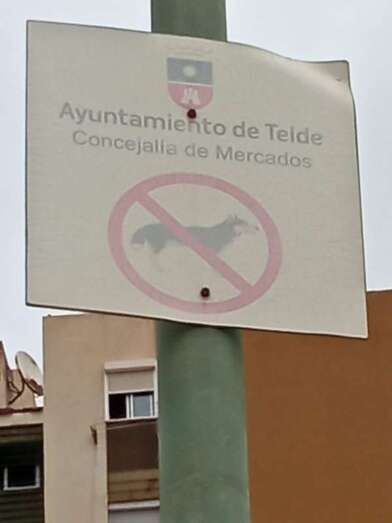 Ayuntamiento de Telde
Concejalía de Mercados